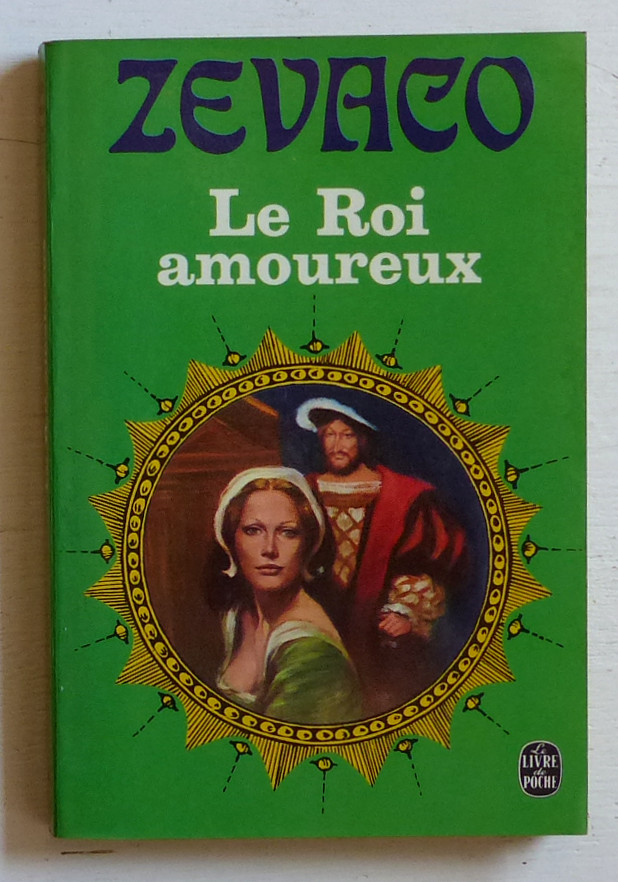 ZEVACO
Le Roi
amoureux
Le
LIVRE
de
POCHE